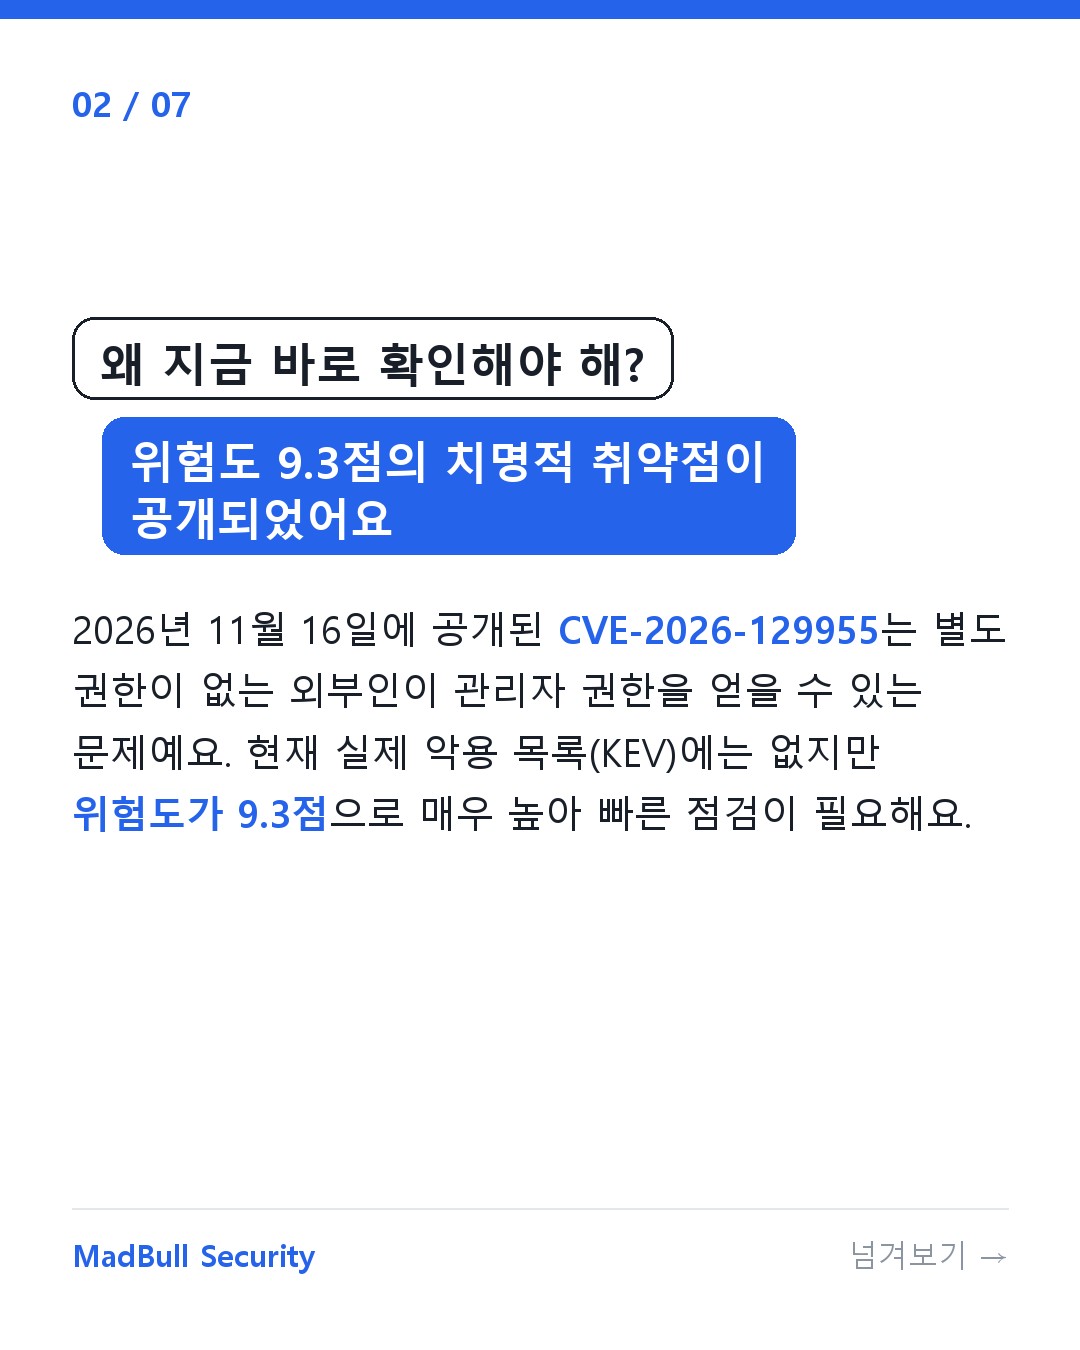 02 / 07
왜 지금 바로 확인해야 해?
위험도 9.3점의 치명적 취약점이
공개되었어요
2026년 11월 16일에 공개된 CVE-2026-129955는 별도
권한이 없는 외부인이 관리자 권한을 얻을 수 있는
문제예요. 현재 실제 악용 목록(KEV)에는 없지만
위험도가 9.3점으로 매우 높아 빠른 점검이 필요해요.
MadBull Security
넘겨보기 →